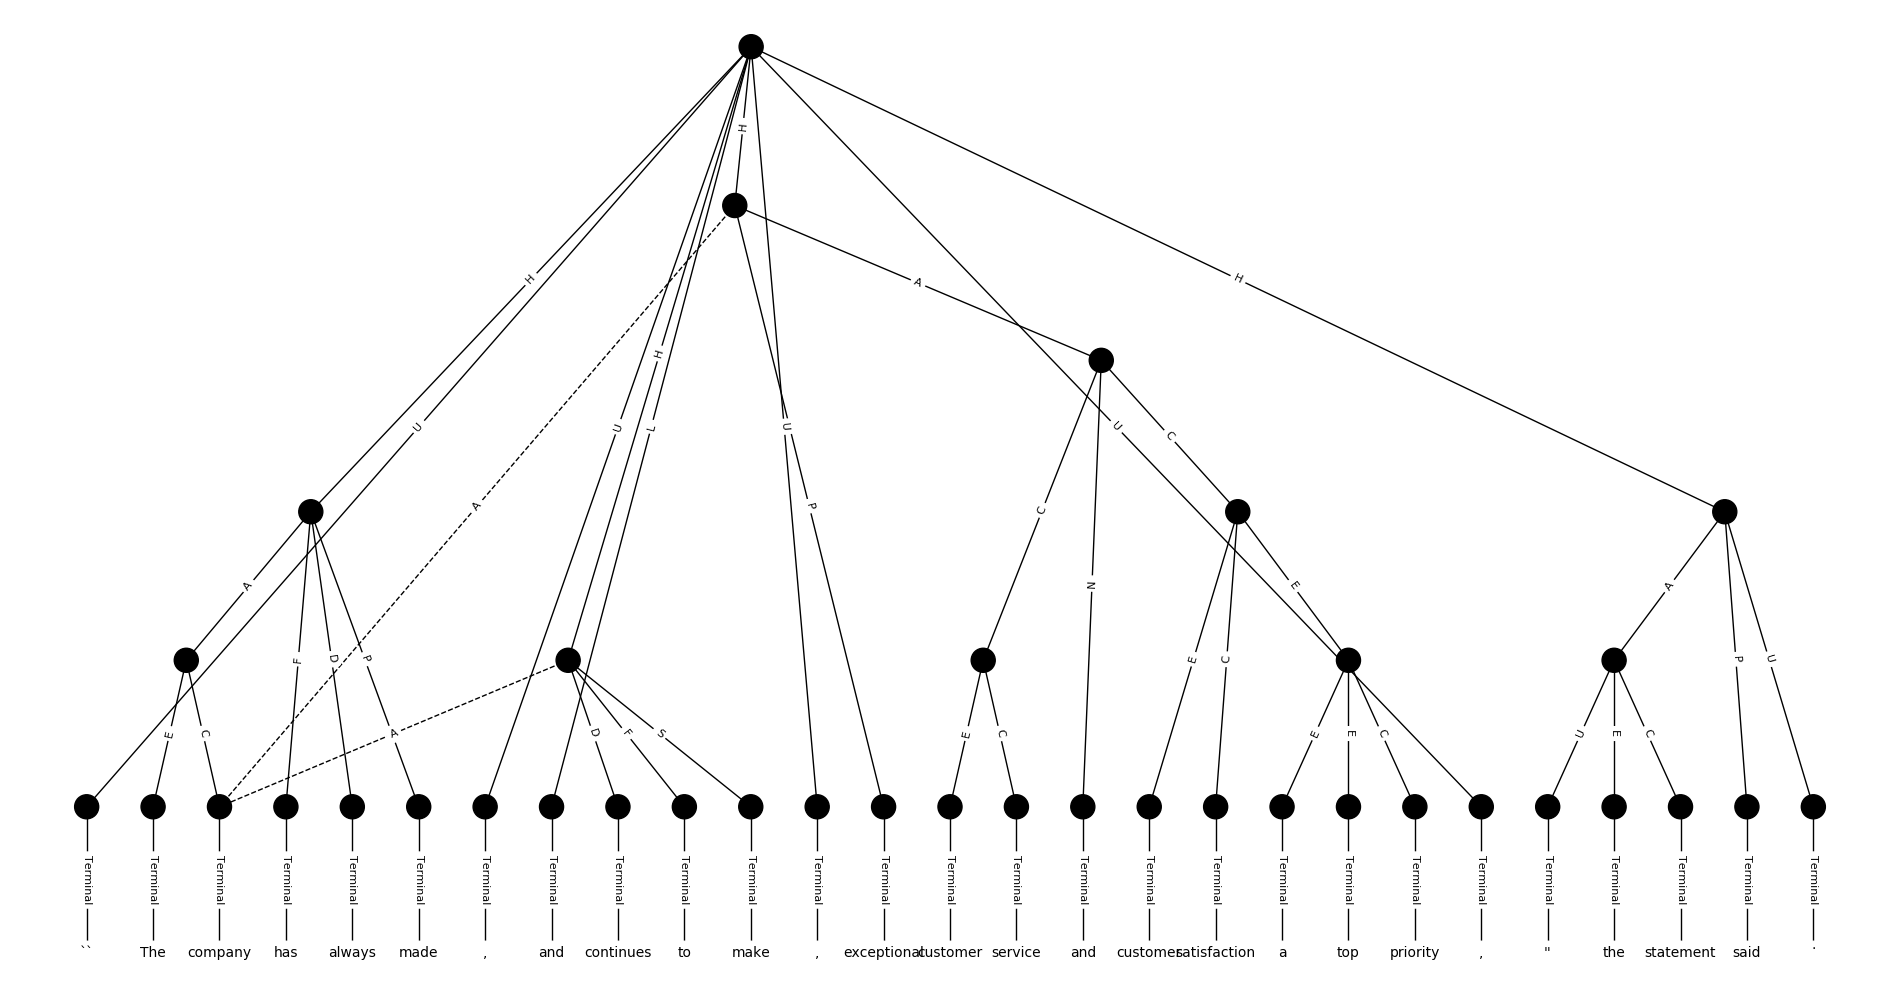 H
H
A
H
H
U
U
L
U
U
C
A
P
C
A
N
E
A
F
D
P
E
C
P
U
E
C
A
D
F
S
E
C
E
E
C
U
E
C
Terminal Terminal Terminal Terminal Terminal Terminal Terminal Terminal Terminal Terminal Terminal Terminal Terminal Terminal Terminal Terminal Terminal Terminal Terminal Terminal Terminal Terminal Terminal Terminal Terminal Terminal Terminal
`` The company has always made , and continues to make , exceptional customer service and customer satisfaction a top priority , " the statement said .